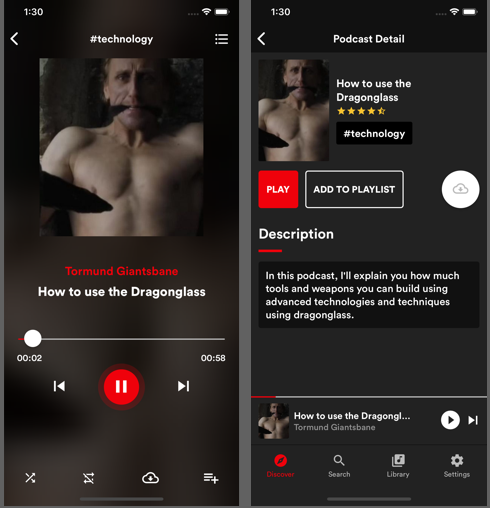 1:30
#technology
Tormund Giantsbane
How to use the Dragonglass
00:02
00:58
1:30
Podcast Detail
How to use the
Dragonglass
#technology
PLAY
ADD TO PLAYLIST
Description
In this podcast, I'll explain you how much
tools and weapons you can build using
advanced technologies and techniques
using dragonglass.
How to use the Dragongl...
Tormund Giantsbane
Discover
Search
Library
Settings